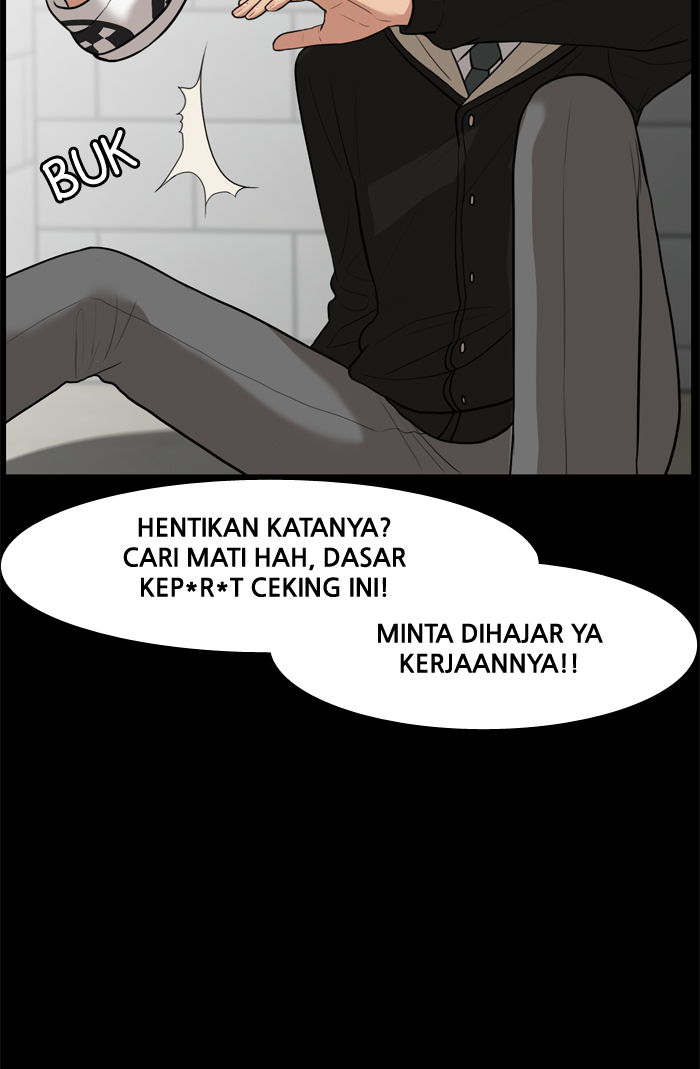 BUK
HENTIKAN KATANYA?
CARI MATI HAH, DASAR
KEP*R*T CEKING INI!
MINTA DIHAJAR YA
KERJAANNYA!!